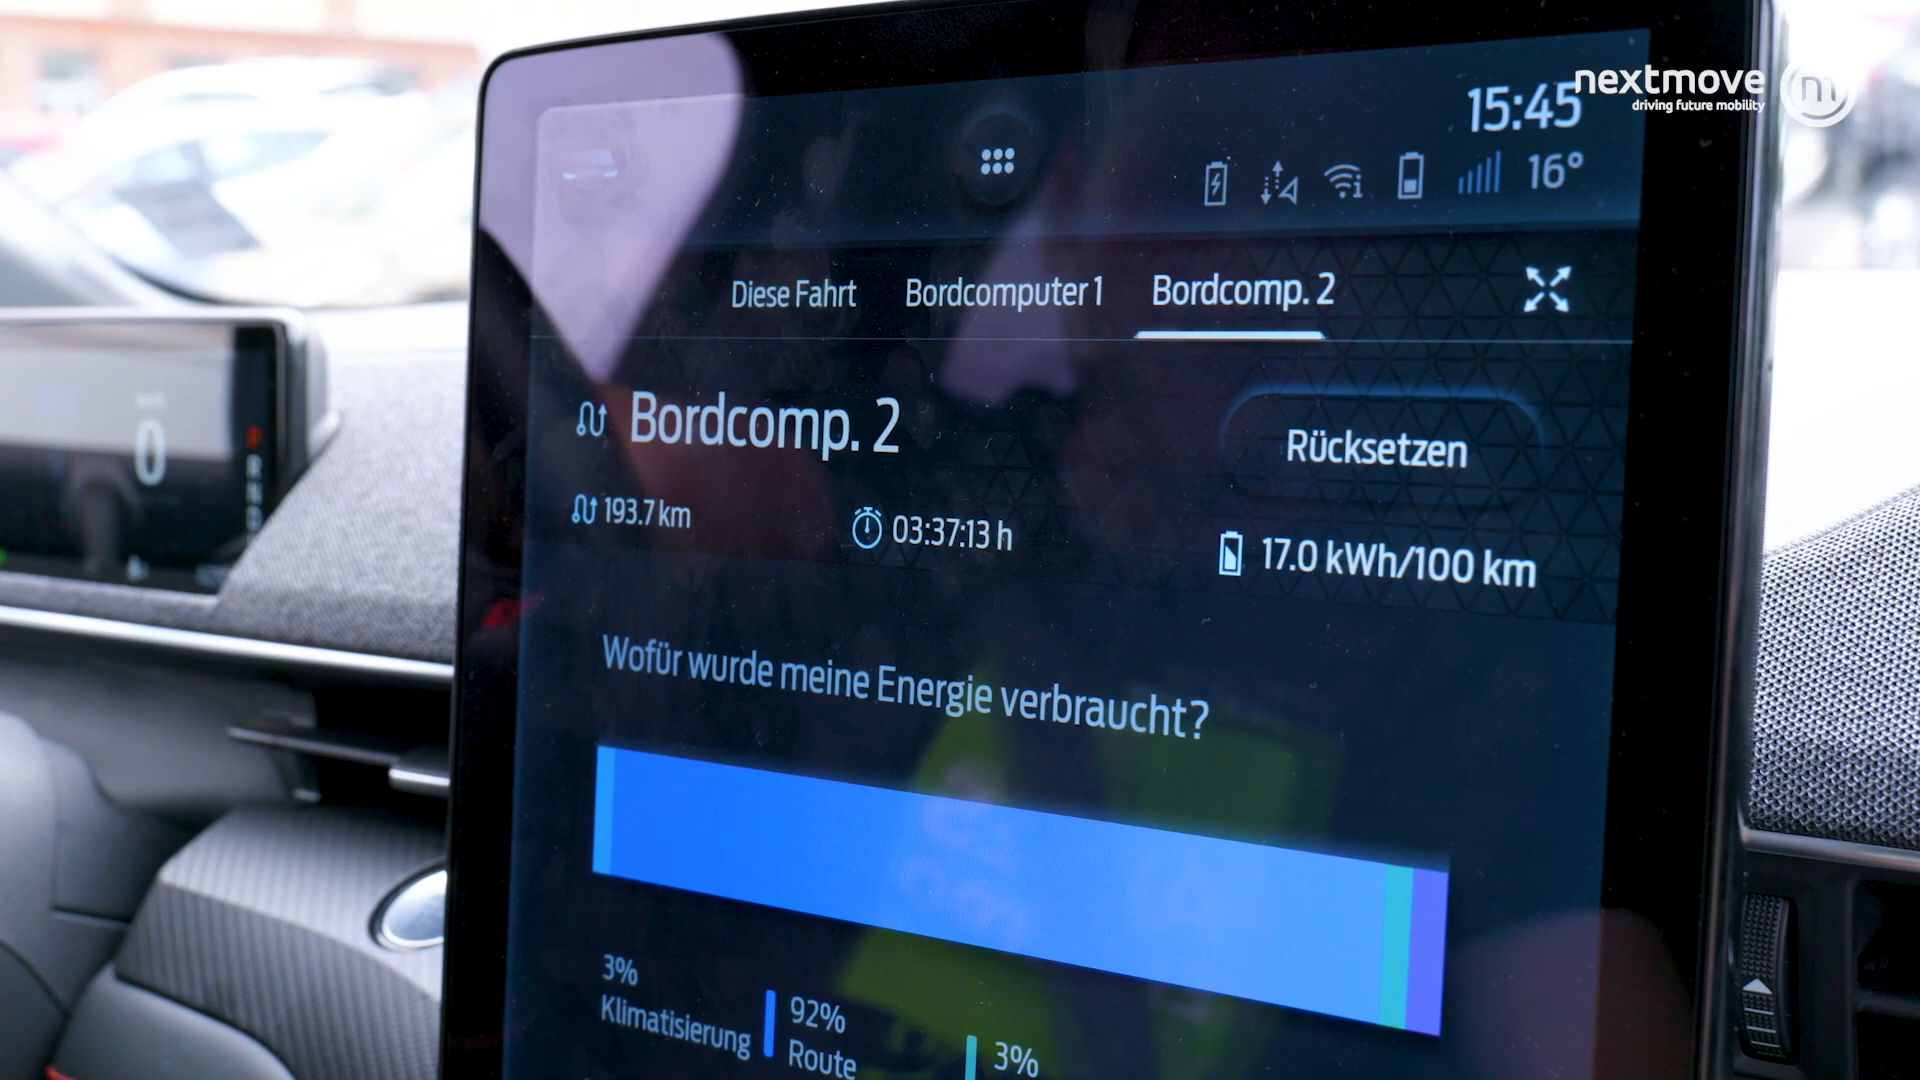 nextmove
driving future mobility
15:45
16°
Diese Fahrt Bordcomputer 1 Bordcomp. 2
Bordcomp. 2
Rücksetzen
193.7 km 03:37:13 h 17.0 kWh/100 km
Wofür wurde meine Energie verbraucht?
3%
Klimatisierung
92%
Route
3%
0
P
R
N
D